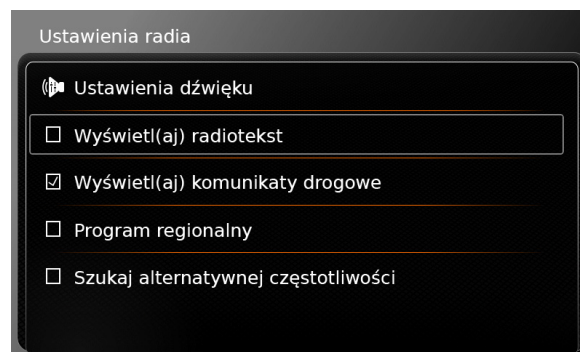 Ustawienia radia
Ustawienia dźwięku
Wyświetl(aj) radiotekst
Wyświetl(aj) komunikaty drogowe
Program regionalny
Szukaj alternatywnej częstotliwości